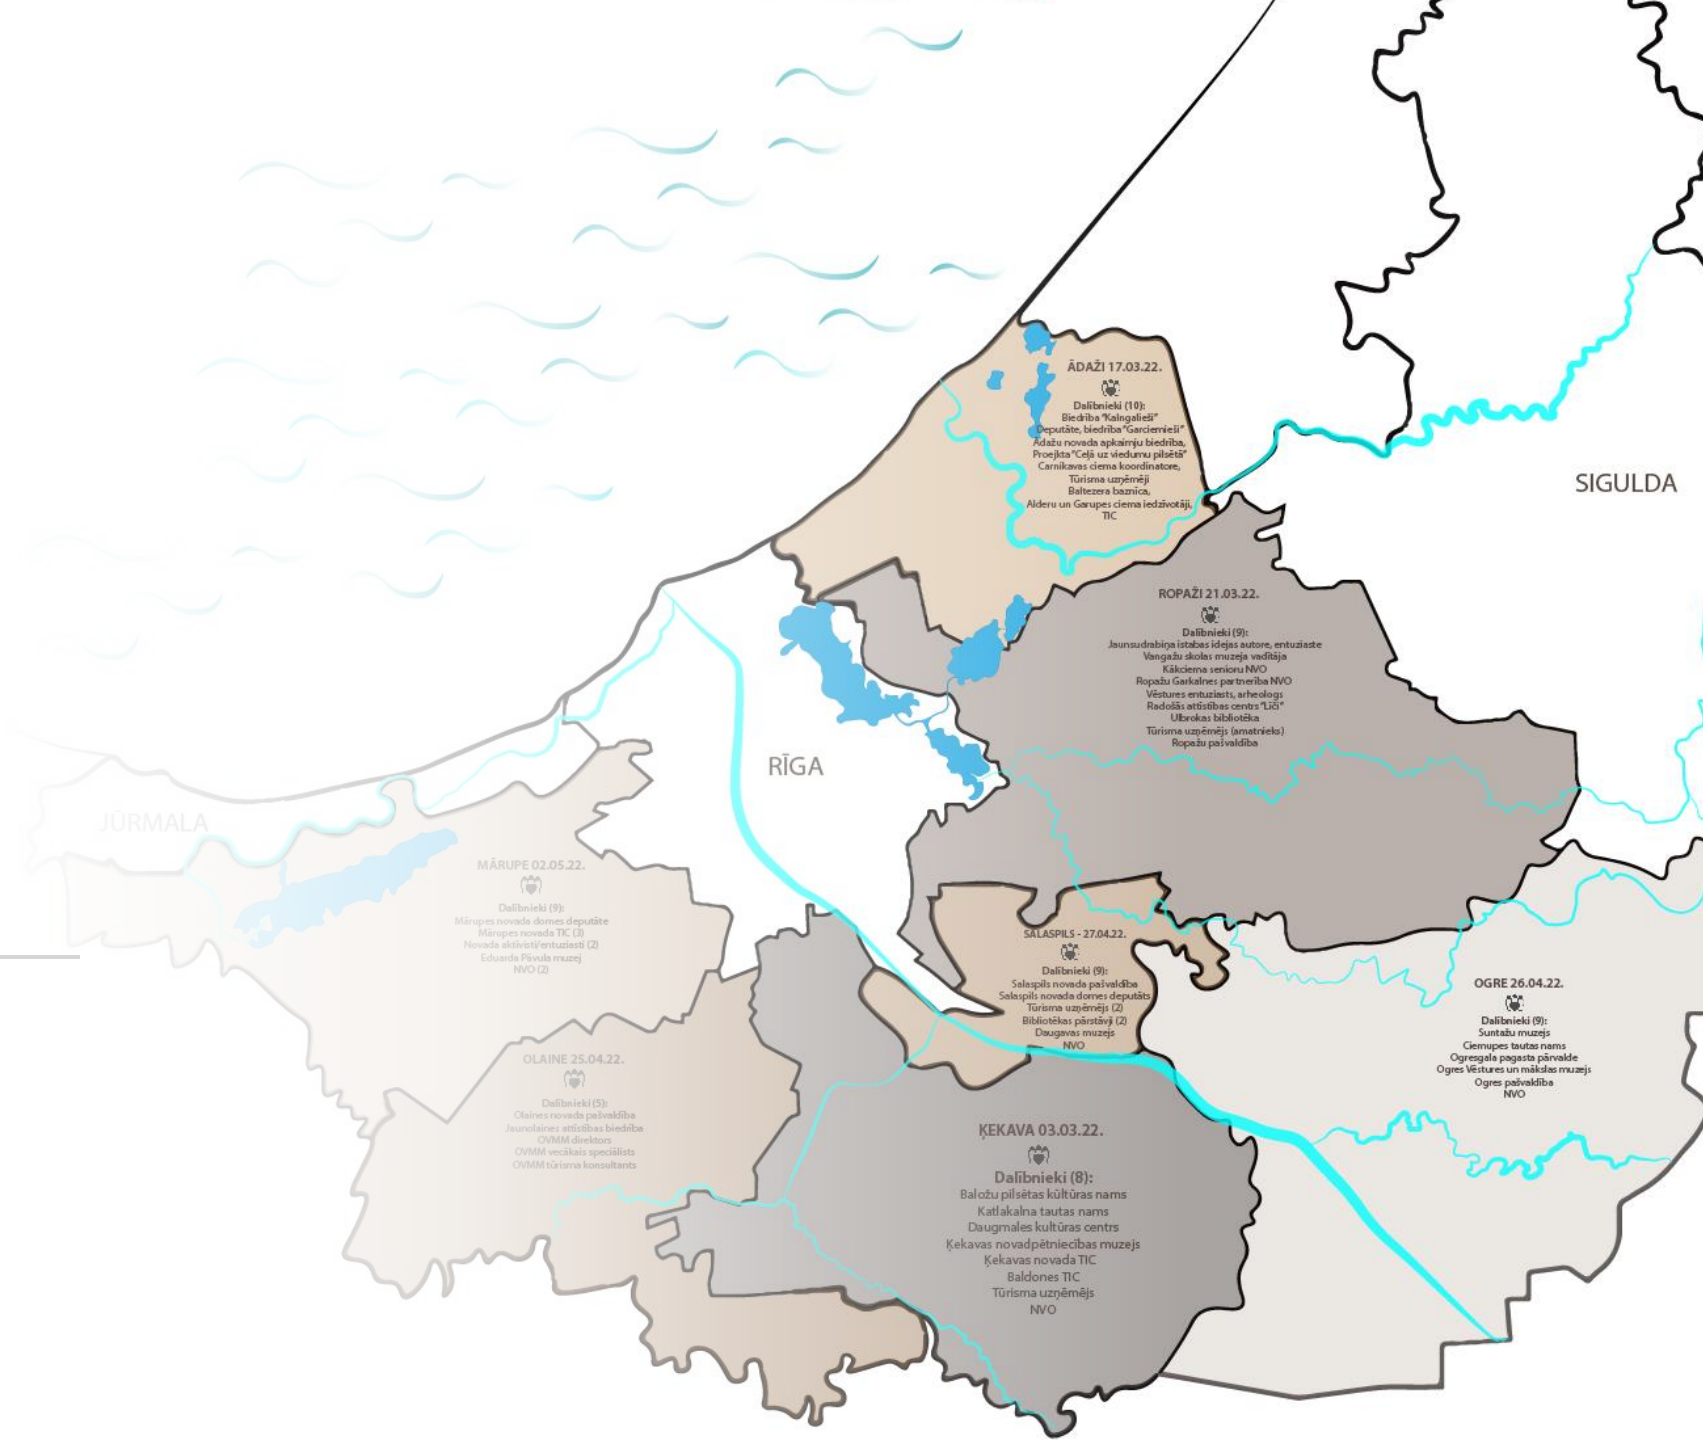 ĀDAŽI 17.03.22.
Dalībnieki (10):
Biedrība "Kalngalieši"
Deputāte, biedrība "Garciemieši"
Ādažu novada apkaimju biedrība,
Proejkta "Ceļā uz viedumu pilsētā"
Carnikavas ciema koordinatore,
Tūrisma uzņēmēji
Baltezera baznīca,
Alderu un Garupes ciema iedzīvotāji,
TIC
SIGULDA
ROPAŽI 21.03.22.
Dalībnieki (9):
Jaunsudrabiņa istabas idejas autore, entuziaste
Vangažu skolas muzeja vadītāja
Kākciema senioru NVO
Ropažu Garkalnes partnerība NVO
Vēstures entuziasts, arheologs
Radošās attīstības centrs "Līči"
Ulbrokas bibliotēka
Tūrisma uzņēmējs (amatnieks)
Ropažu pašvaldība
RĪGA
JŪRMALA
MĀRUPE 02.05.22.
Dalībnieki (9):
Mārupes novada domes deputāte
Mārupes novada TIC (3)
Novada aktīvisti/entuziasti (2)
Eduarda Pāvula muzej
NVO (2)
SALASPILS - 27.04.22.
Dalībnieki (9):
Salaspils novada pašvaldība
Salaspils novada domes deputāts
Tūrisma uzņēmējs (2)
Bibliotēkas pārstāvji (2)
Daugavas muzejs
NVO
OGRE 26.04.22.
Dalībnieki (9):
Suntažu muzejs
Ciemupes tautas nams
Ogresgala pagasta pārvalde
Ogres Vēstures un mākslas muzejs
Ogres pašvaldība
NVO
OLAINE 25.04.22.
Dalībnieki (5):
Olaines novada pašvaldība
Jaunolaines attīstības biedrība
OVMM direktors
OVMM vecākais speciālists
OVMM tūrisma konsultants
ĶEKAVA 03.03.22.
Dalībnieki (8):
Baložu pilsētas kūltūras nams
Katlakalna tautas nams
Daugmales kultūras centrs
Ķekavas novadpētniecības muzejs
Ķekavas novada TIC
Baldones TIC
Tūrisma uzņēmējs
NVO